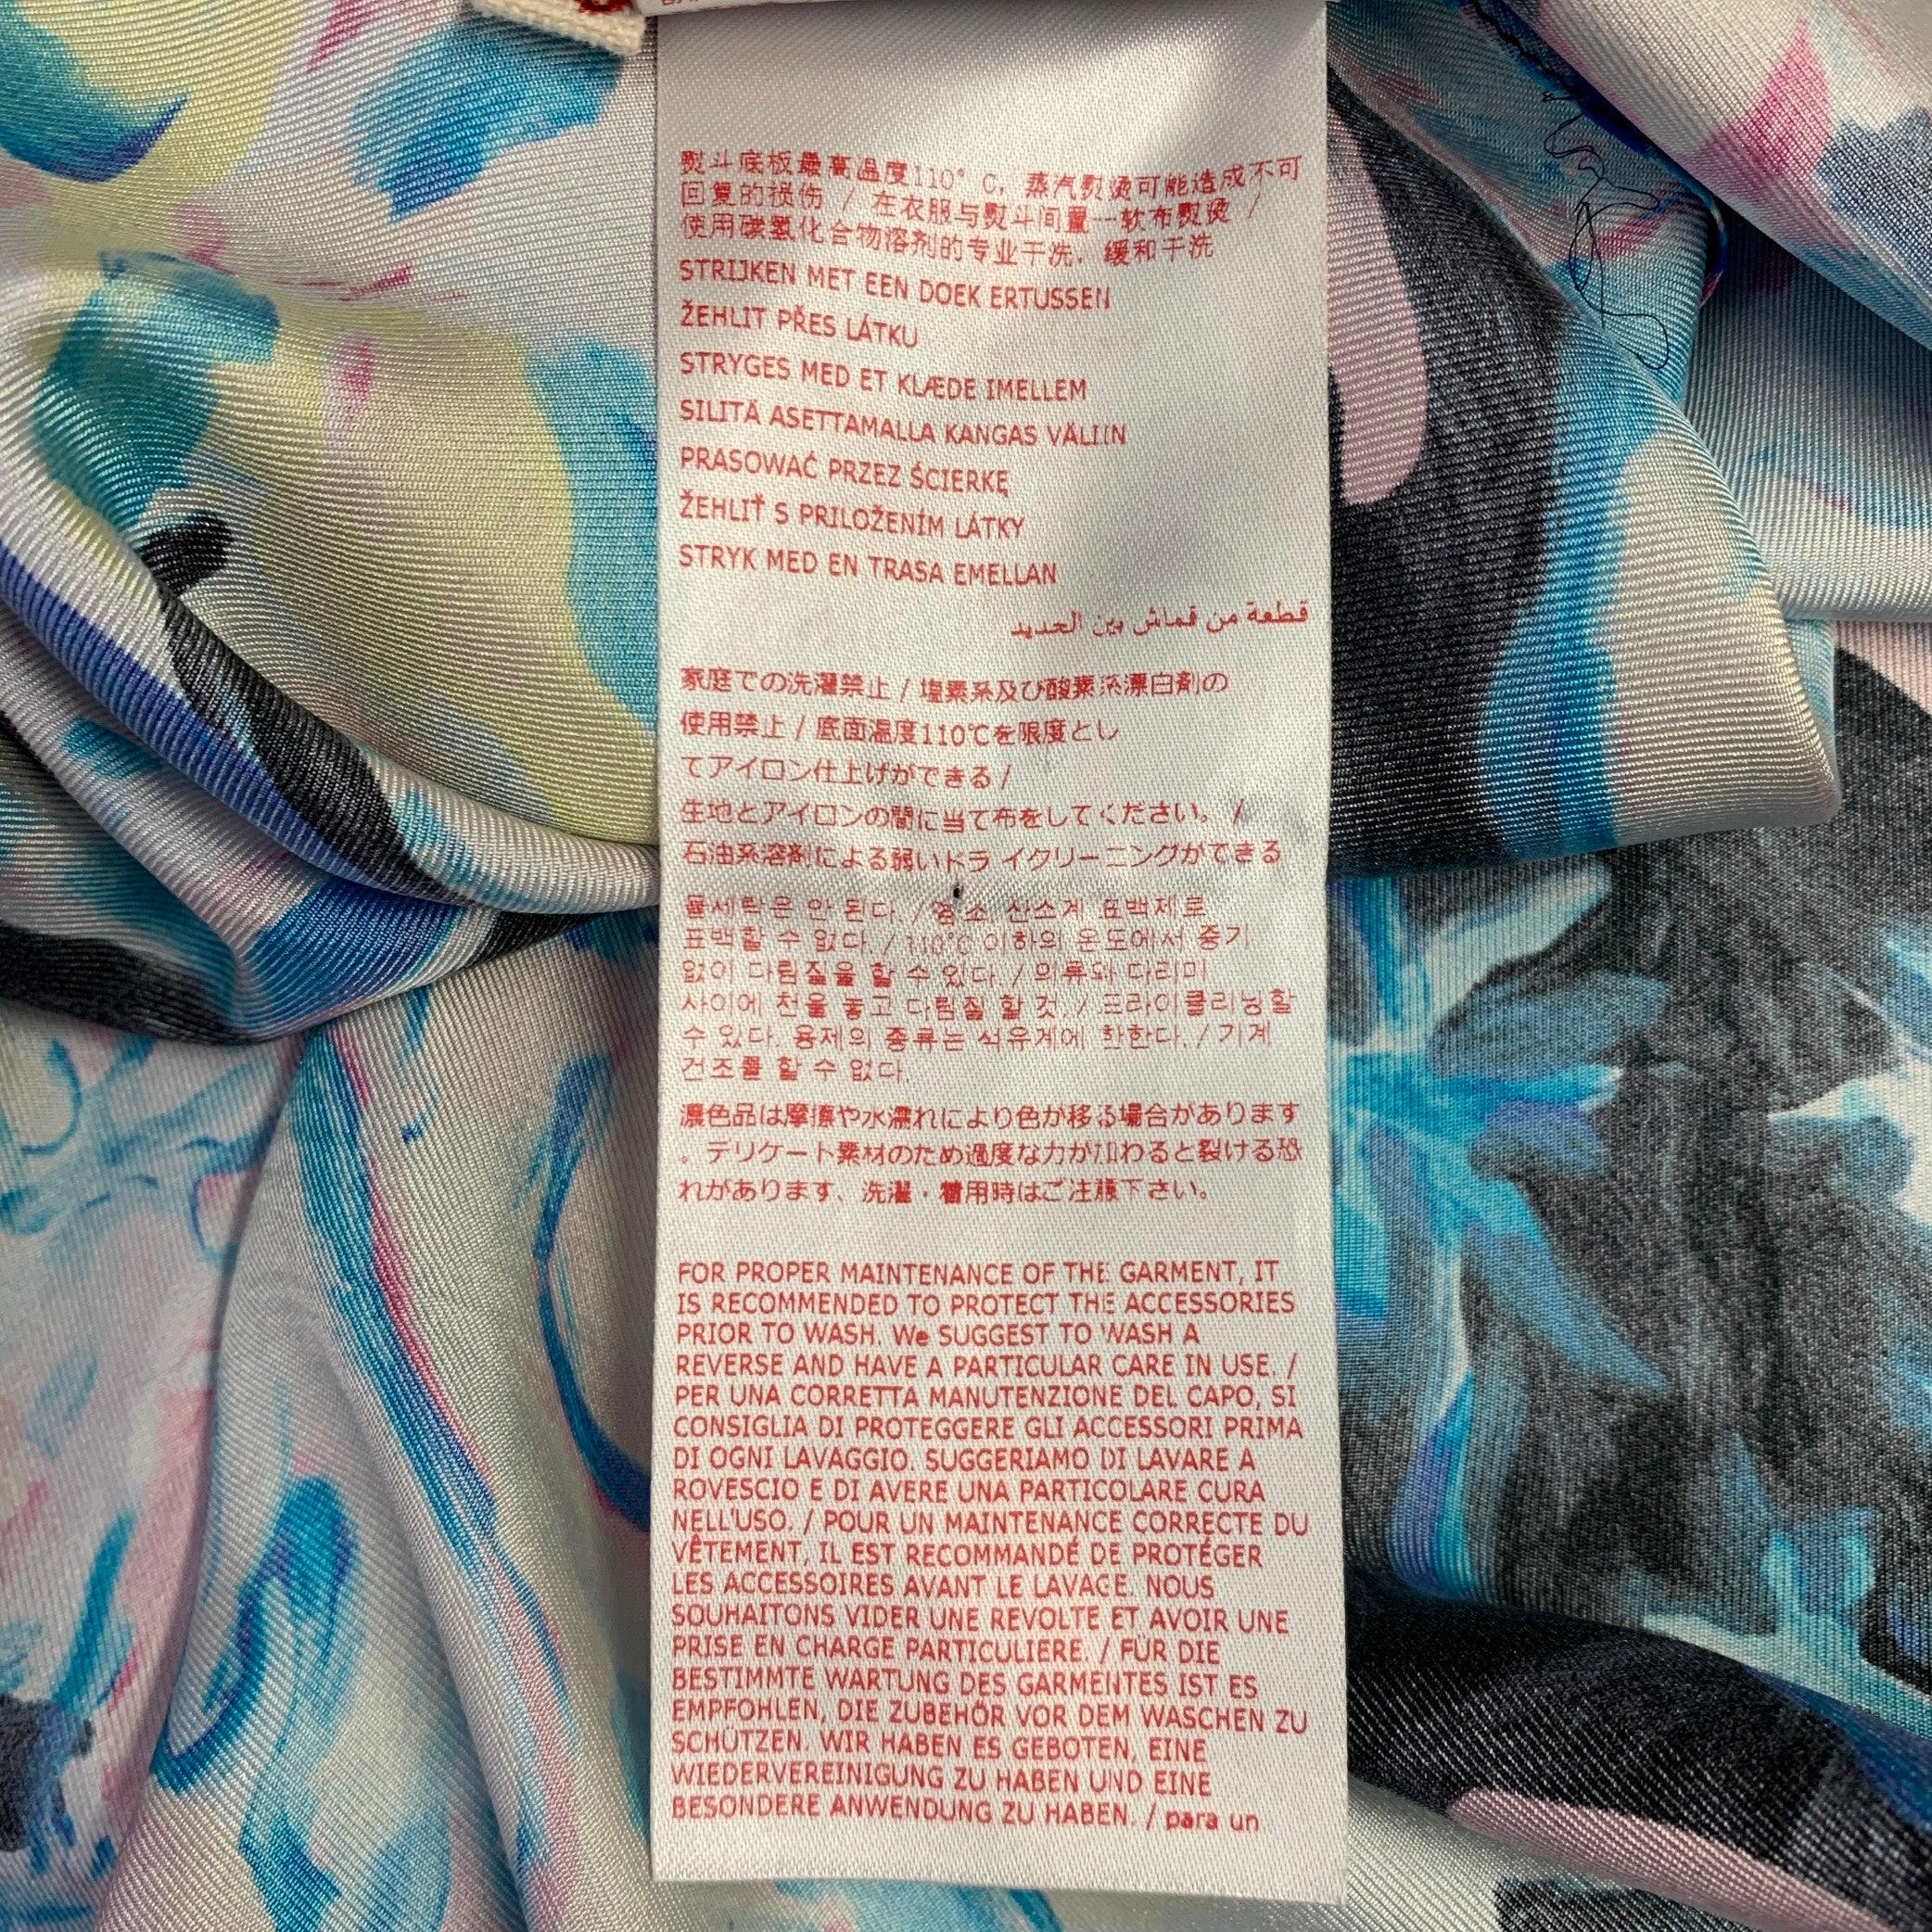 熨斗底板最高温度110° C, 蒸汽熨烫可能造成不可
回复的损伤 / 在衣服与熨斗间置一软布熨烫 /
使用碳氢化合物溶剂的专业干洗, 缓和干洗
STRIJKEN MET EEN DOEK ERTUSSEN
ŽEHLIT PŘES LÁTKU
STRYGES MED ET KLÆDE IMELLEM
SILITÄ ASETTAMALLA KANGAS VÄLIIN
PRASOWAĆ PRZEZ ŚCIERKĘ
ŽEHLIŤ S PRILOŽENÍM LÁTKY
STRYK MED EN TRASA EMELLAN
قطعة من قماش بين الحديد
家庭での洗濯禁止 / 塩素系及び酸素系漂白剤の
使用禁止 / 底面温度110℃を限度とし
てアイロン仕上げができる /
生地とアイロンの間に当て布をしてください。 /
石油系溶剤による弱いドライクリーニングができる
물세탁은 안 된다. / 염소, 산소계 표백제로
표백할 수 없다. / 110°C 이하의 온도에서 증기
없이 다림질을 할 수 있다. / 의류와 다리미
사이에 천을 놓고 다림질 할 것. / 드라이클리닝할
수 있다. 용제의 종류는 석유계에 한한다. / 기계
건조를 할 수 없다.
濃色品は摩擦や水濡れにより色が移る場合があります
。デリケート素材のため過度な力が加わると裂ける恐
れがあります、洗濯・着用時はご注意下さい。
FOR PROPER MAINTENANCE OF THE GARMENT, IT
IS RECOMMENDED TO PROTECT THE ACCESSORIES
PRIOR TO WASH. We SUGGEST TO WASH A
REVERSE AND HAVE A PARTICULAR CARE IN USE. /
PER UNA CORRETTA MANUTENZIONE DEL CAPO, SI
CONSIGLIA DI PROTEGGERE GLI ACCESSORI PRIMA
DI OGNI LAVAGGIO. SUGGERIAMO DI LAVARE A
ROVESCIO E DI AVERE UNA PARTICOLARE CURA
NELL'USO. / POUR UN MAINTENANCE CORRECTE DU
VÊTEMENT, IL EST RECOMMANDÉ DE PROTÉGER
LES ACCESSOIRES AVANT LE LAVAGE. NOUS
SOUHAITONS VIDER UNE REVOLTE ET AVOIR UNE
PRISE EN CHARGE PARTICULIERE. / FÜR DIE
BESTIMMTE WARTUNG DES GARMENTES IST ES
EMPFOHLEN, DIE ZUBEHÖR VOR DEM WASCHEN ZU
SCHÜTZEN. WIR HABEN ES GEBOTEN, EINE
WIEDERVEREINIGUNG ZU HABEN UND EINE
BESONDERE ANWENDUNG ZU HABEN. / para un